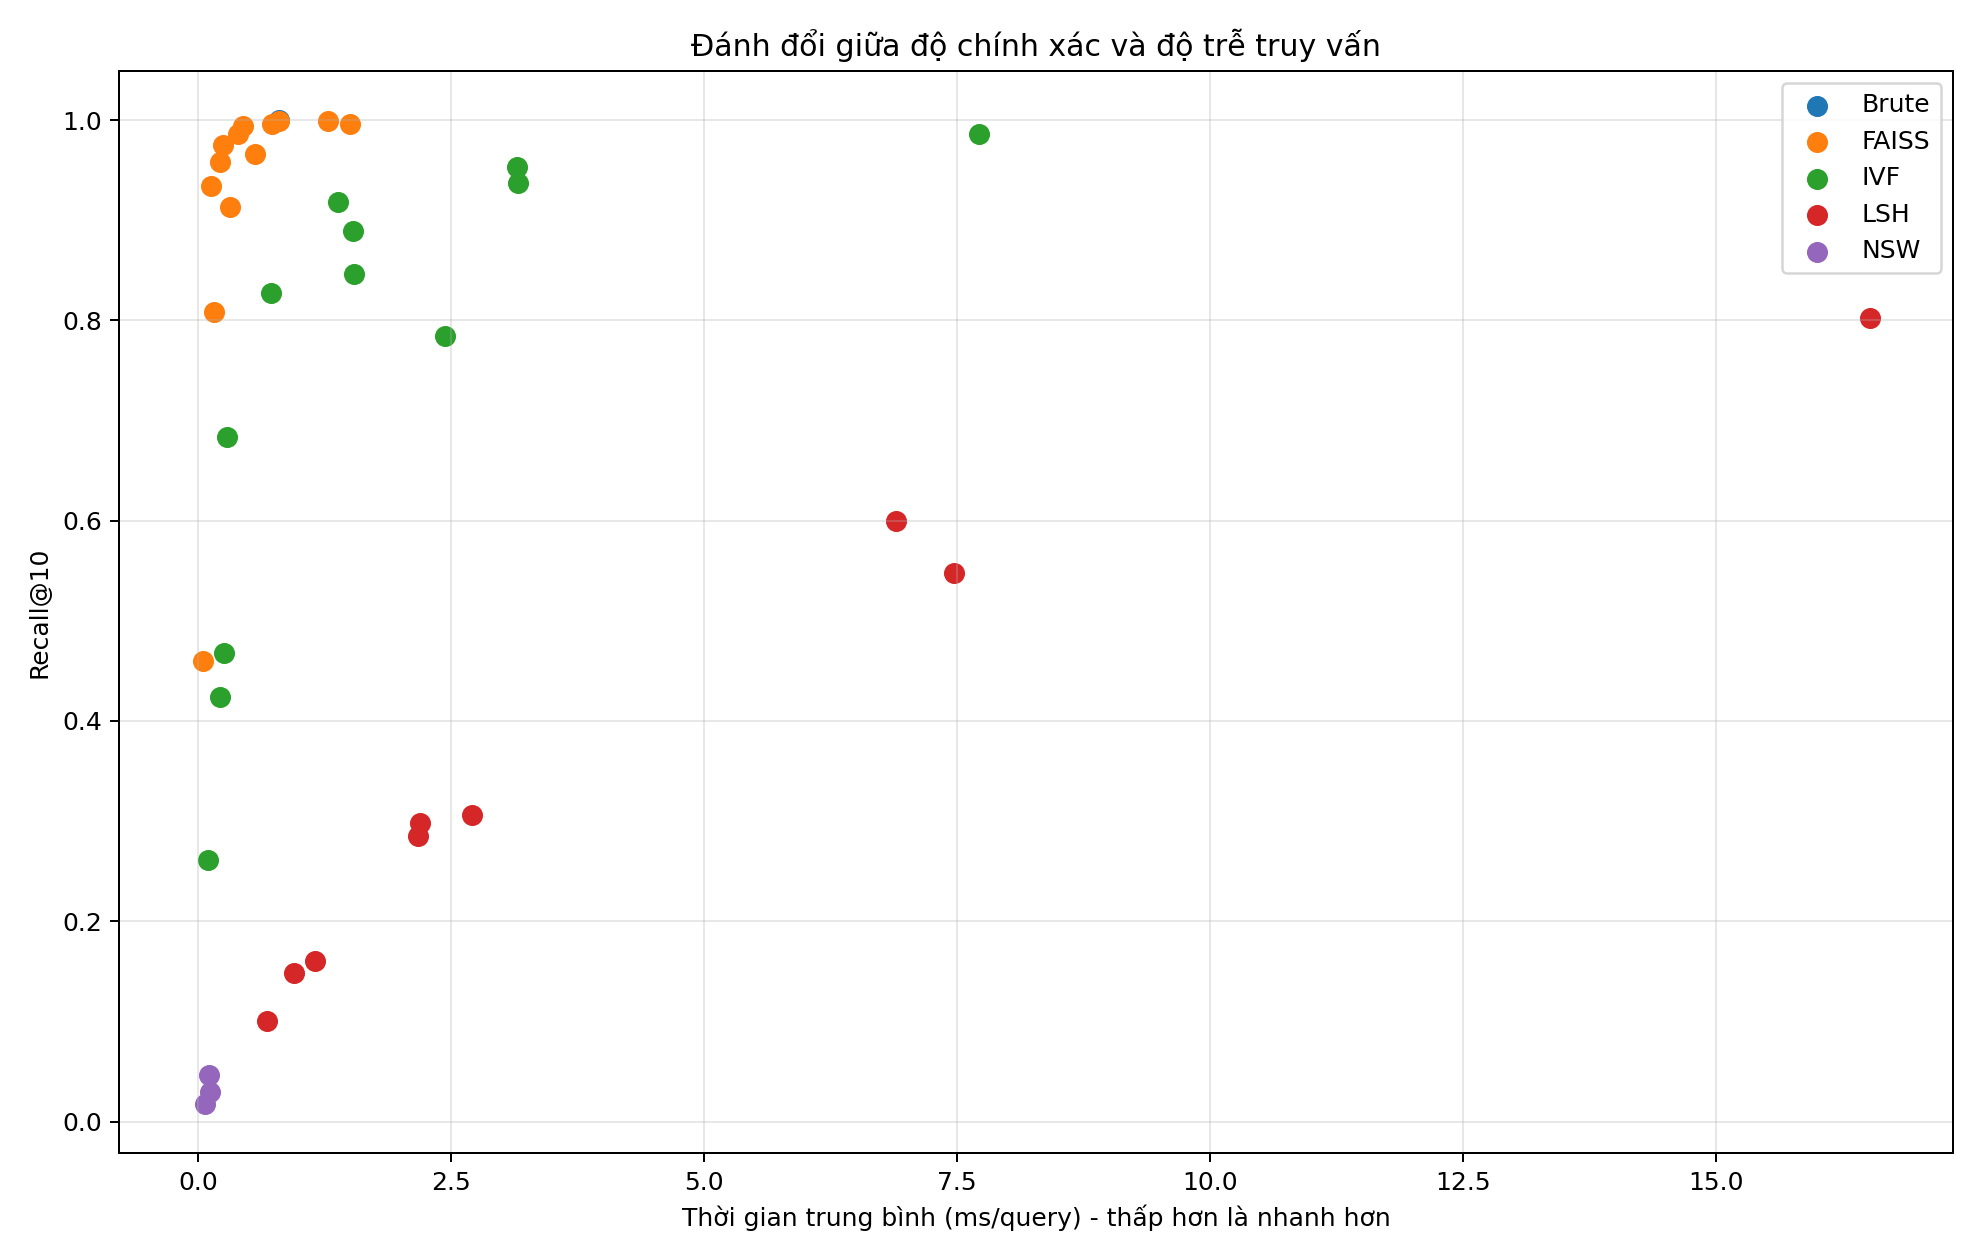 Đánh đổi giữa độ chính xác và độ trễ truy vấn
Brute
FAISS
IVF
LSH
NSW
Recall@10
1.0
0.8
0.6
0.4
0.2
0.0
0.0 2.5 5.0 7.5 10.0 12.5 15.0
Thời gian trung bình (ms/query) - thấp hơn là nhanh hơn